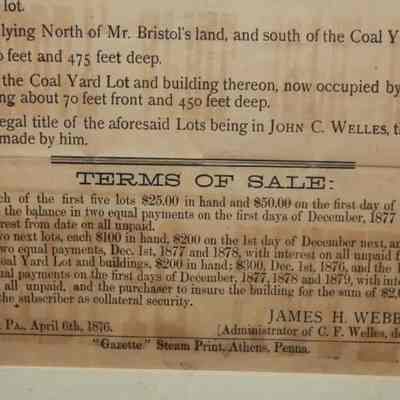 lot.
lying North of Mr. Bristol's land, and south of the Coal Y
feet and 475 feet deep.
the Coal Yard Lot and building thereon, now occupied by
ng about 70 feet front and 450 feet deep.
egal title of the aforesaid Lots being in JOHN C. WELLES, t
made by him.
TERMS OF SALE:
ch of the first five lots $25.00 in hand and $50.00 on the first day of
the balance in two equal payments on the first days of December, 1877
rest from date on all unpaid.
wo next lots, each $100 in hand, $200 on the 1st day of December next, an
wo equal payments, Dec. 1st, 1877 and 1878, with interest on all unpaid f
oal Yard Lot and buildings, $200 in hand; $300, Dec. 1st, 1876, and the
ual payments on the first days of December, 1877, 1878 and 1879, with inte
all unpaid, and the purchaser to insure the building for the sum of $2,
he subscriber as collateral security.
JAMES H. WEBB
PA., April 6th, 1876. [Administrator of C. F. Welles, de
"Gazette" Steam Print, Athens, Penna.